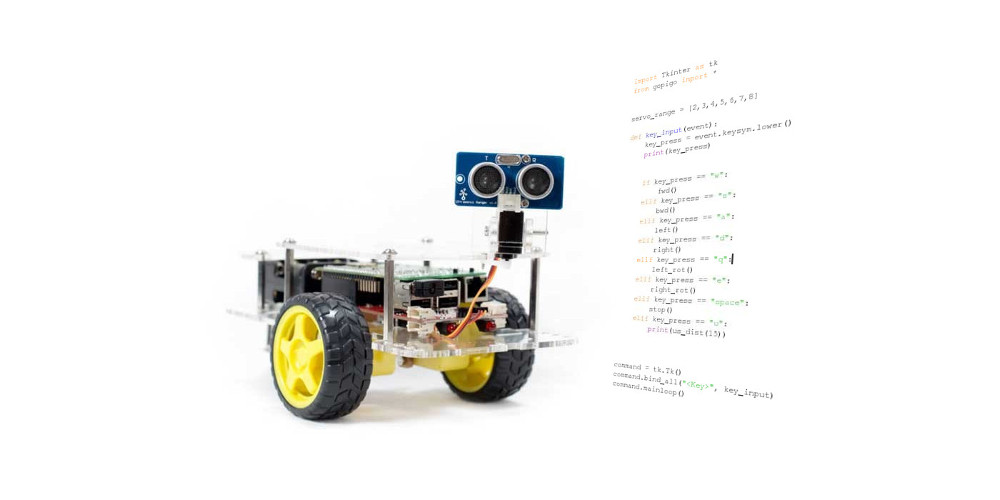 T R
import Tkinter as tk
from gopigo import *
servo_range = [2,3,4,5,6,7,8]
def key_input(event):
key_press = event.keysym.lower()
print(key_press)
if key_press == "w":
fwd()
elif key_press == "s":
bwd()
elif key_press == "a":
left()
elif key_press == "d":
right()
elif key_press == "q":
left_rot()
elif key_press == "e":
right_rot()
elif key_press == "space":
stop()
elif key_press == "u":
print(us_dist(15))
command = tk.Tk()
command.bind_all("<Key>", key_input)
command.mainloop()